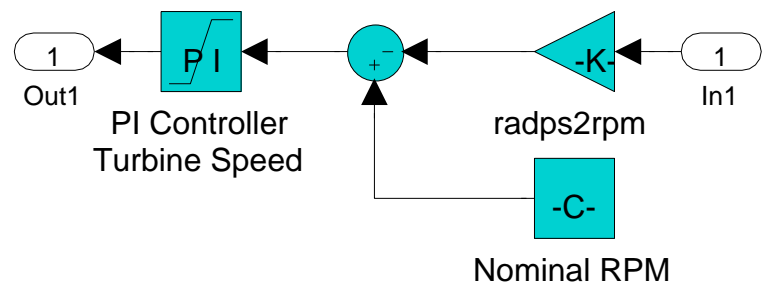 1
Out1
P I
PI Controller
Turbine Speed
−
+
-K-
radps2rpm
1
In1
-C-
Nominal RPM